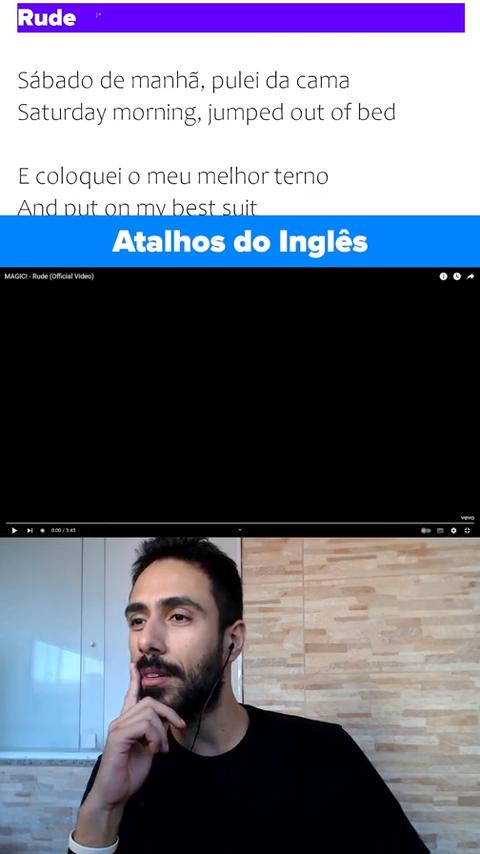 Rude
Sábado de manhã, pulei da cama
Saturday morning, jumped out of bed
E coloquei o meu melhor terno
And put on my best suit
Atalhos do Inglês
MAGIC! - Rude (Official Video)
vevo
0:00 / 3:45